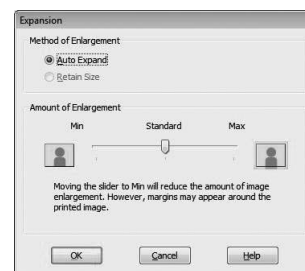 Expansion
Method of Enlargement
Auto Expand
Retain Size
Amount of Enlargement
Min Standard Max
Moving the slider to Min will reduce the amount of image
enlargement. However, margins may appear around the
printed image.
OK Cancel Help